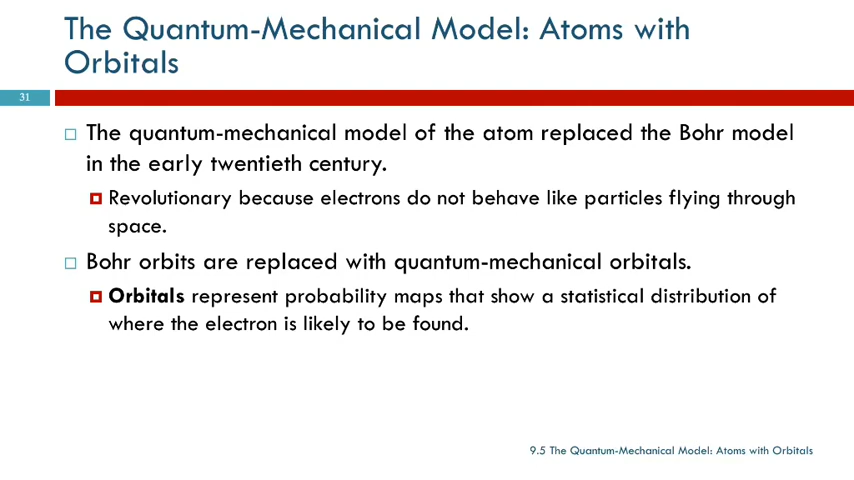 The Quantum-Mechanical Model: Atoms with
Orbitals
31
The quantum-mechanical model of the atom replaced the Bohr model
in the early twentieth century.
Revolutionary because electrons do not behave like particles flying through
space.
Bohr orbits are replaced with quantum-mechanical orbitals.
Orbitals represent probability maps that show a statistical distribution of
where the electron is likely to be found.
9.5 The Quantum-Mechanical Model: Atoms with Orbitals